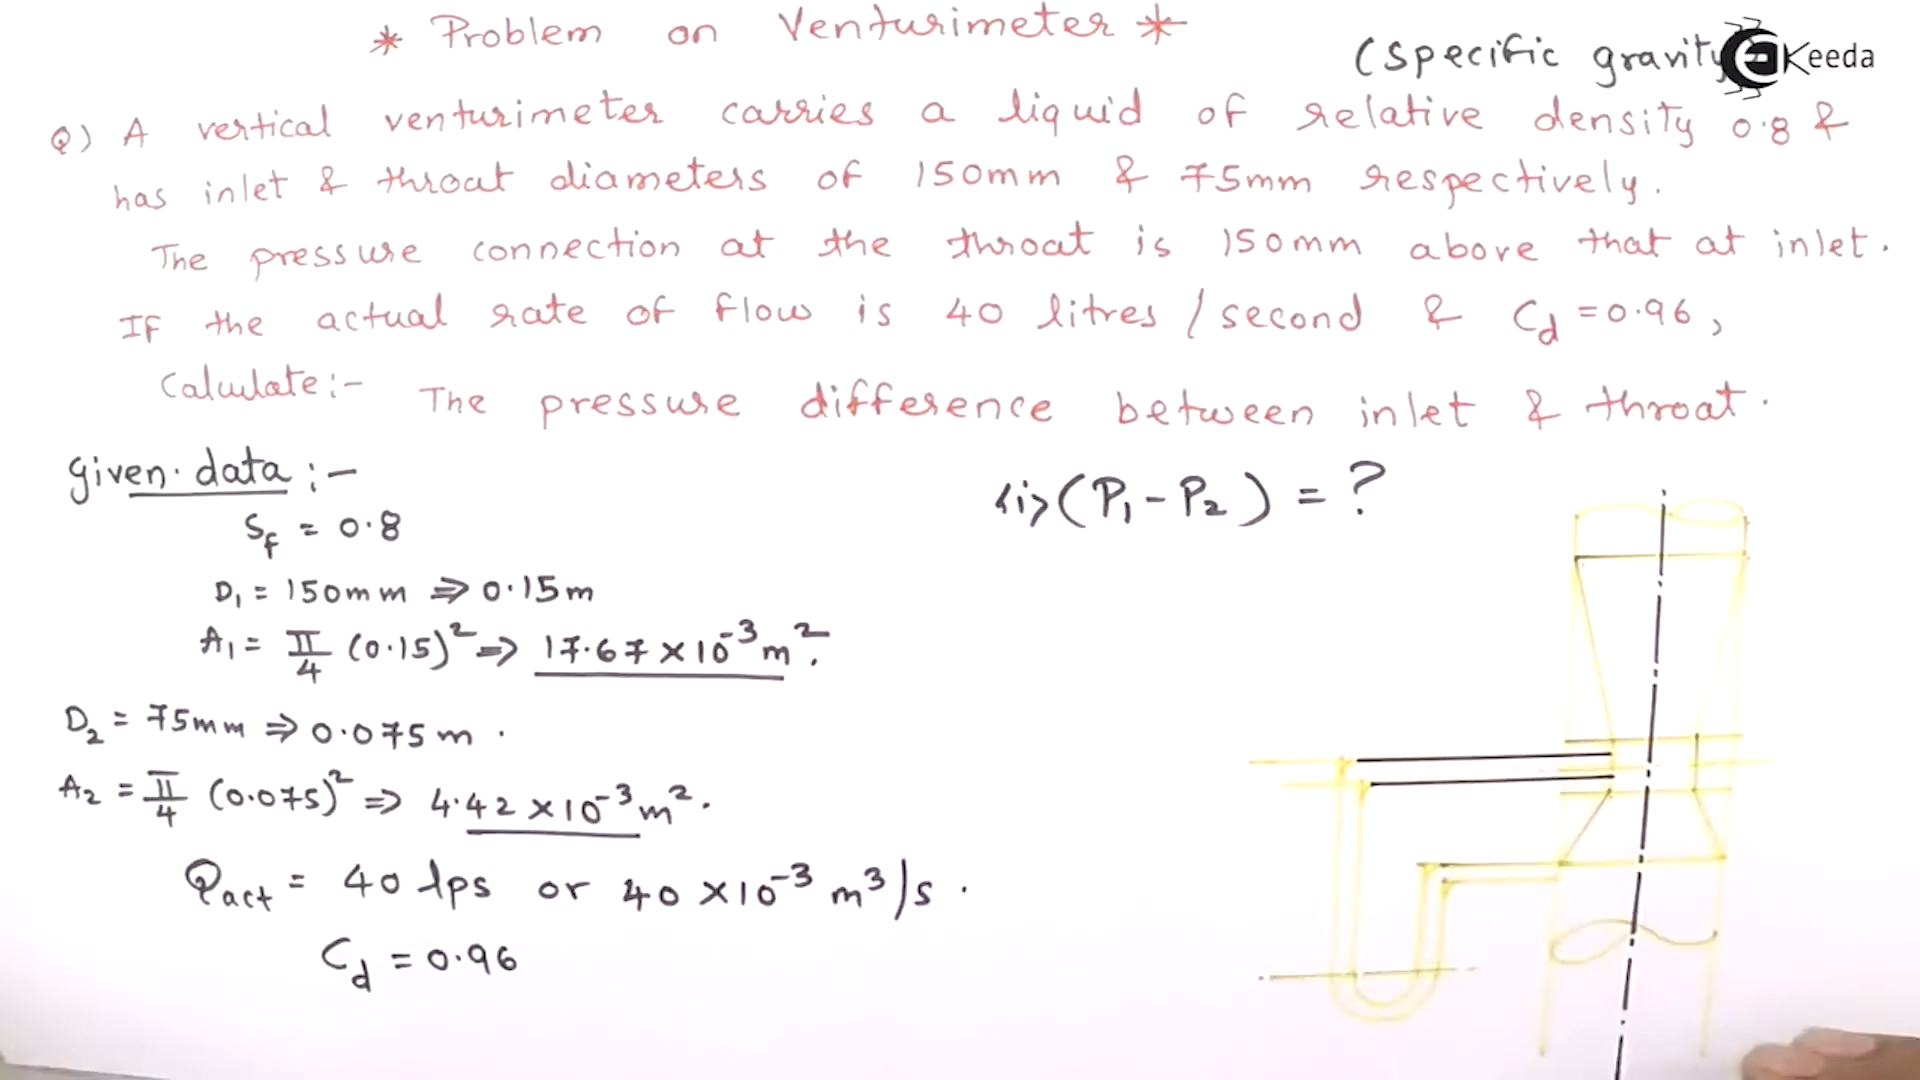 * Problem on Venturimeter *
(specific gravity
Keeda
Q) A vertical venturimeter carries a liquid of relative density 0.8 &
has inlet & throat diameters of 150mm & 75mm respectively.
The pressure connection at the throat is 150mm above that at inlet.
IF the actual rate of flow is 40 litres / second & Cd = 0.96,
Calculate:- The pressure difference between inlet & throat.
given data :-
<i> (P₁ - P₂) = ?
Sf = 0.8
D₁ = 150mm ⇒ 0.15m
A₁ = π/4 (0.15)² ⇒ 17.67 × 10⁻³ m².
D₂ = 75mm ⇒ 0.075m.
A₂ = π/4 (0.075)² ⇒ 4.42 × 10⁻³ m².
Qact = 40 lps or 40 × 10⁻³ m³/s.
Cd = 0.96